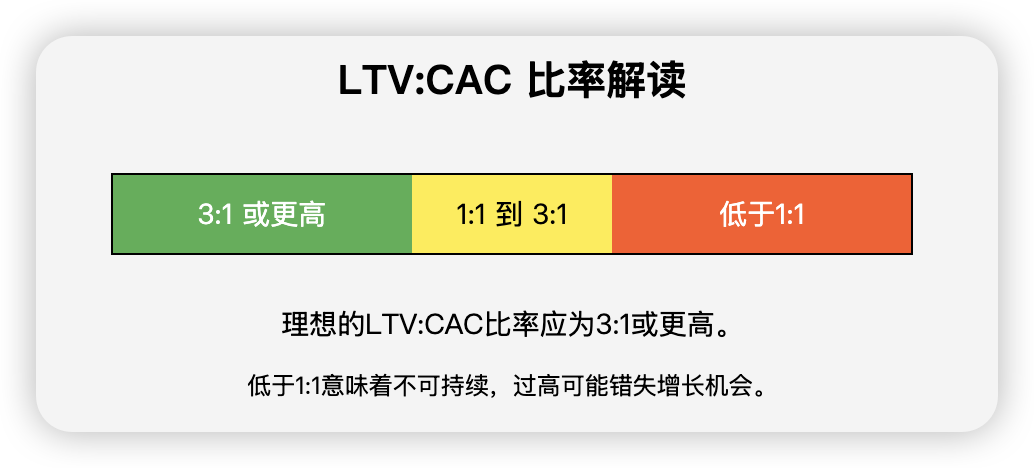 LTV:CAC 比率解读
3:1 或更高
1:1 到 3:1
低于1:1
理想的LTV:CAC比率应为3:1或更高。
低于1:1意味着不可持续，过高可能错失增长机会。